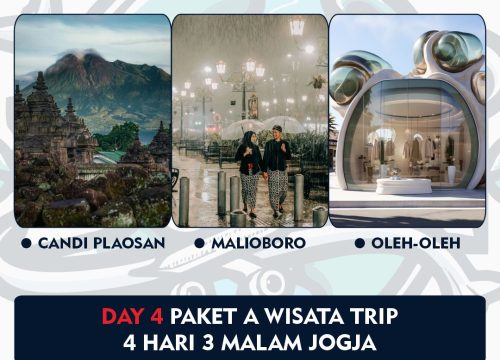 ● CANDI PLAOSAN ● MALIOBORO ● OLEH-OLEH
DAY 4 PAKET A WISATA TRIP
4 HARI 3 MALAM JOGJA